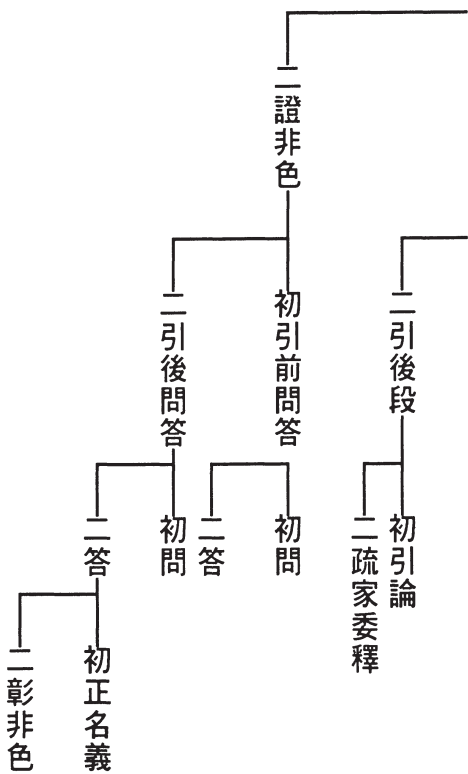 二引後段
初引論
二疏家委釋
二證非色
初引前問答
初問
二答
二引後問答
初問
二答
初正名義
二彰非色